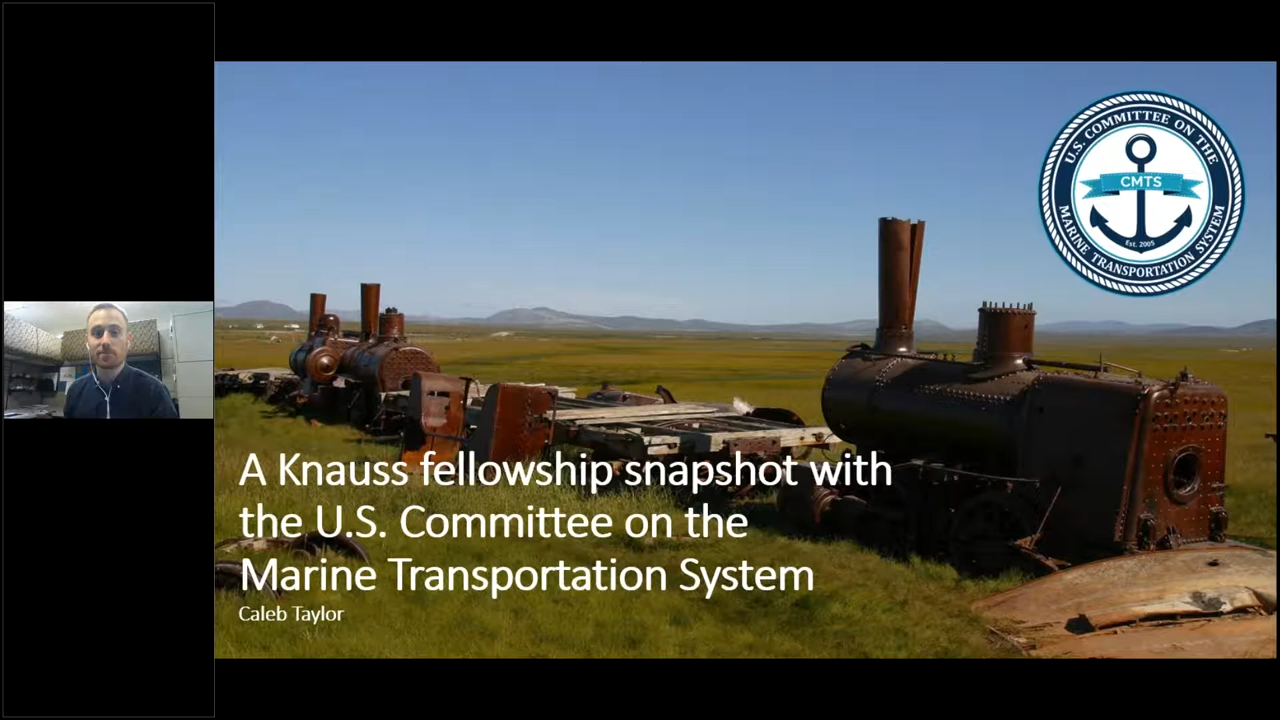 U.S. COMMITTEE ON THE
CMTS
Est. 2005
MARINE TRANSPORTATION SYSTEM
A Knauss fellowship snapshot with
the U.S. Committee on the
Marine Transportation System
Caleb Taylor